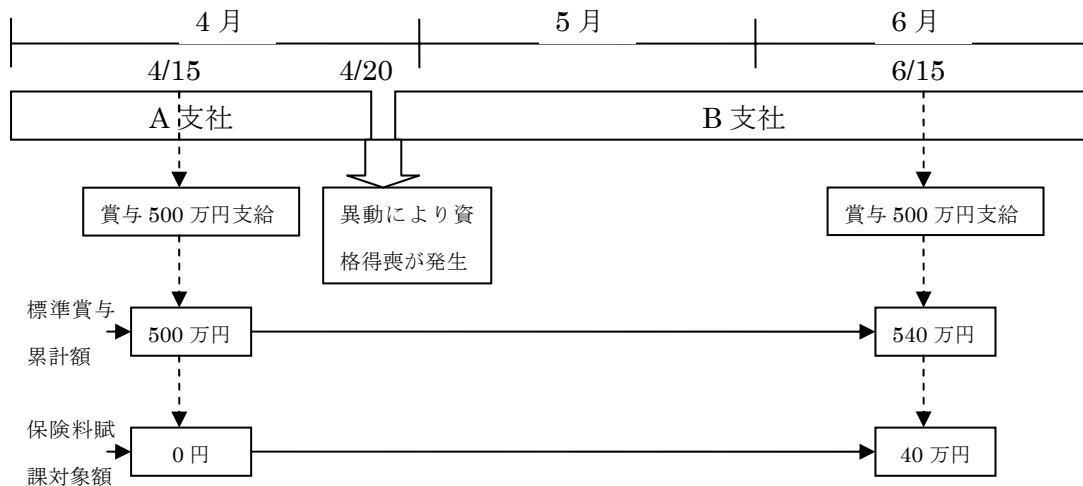 4 月
5 月
6 月
4/15
4/20
6/15
A 支社
B 支社
賞与 500 万円支給
異動により資
格得喪が発生
賞与 500 万円支給
標準賞与
累計額
500 万円
540 万円
保険料賦
課対象額
0 円
40 万円